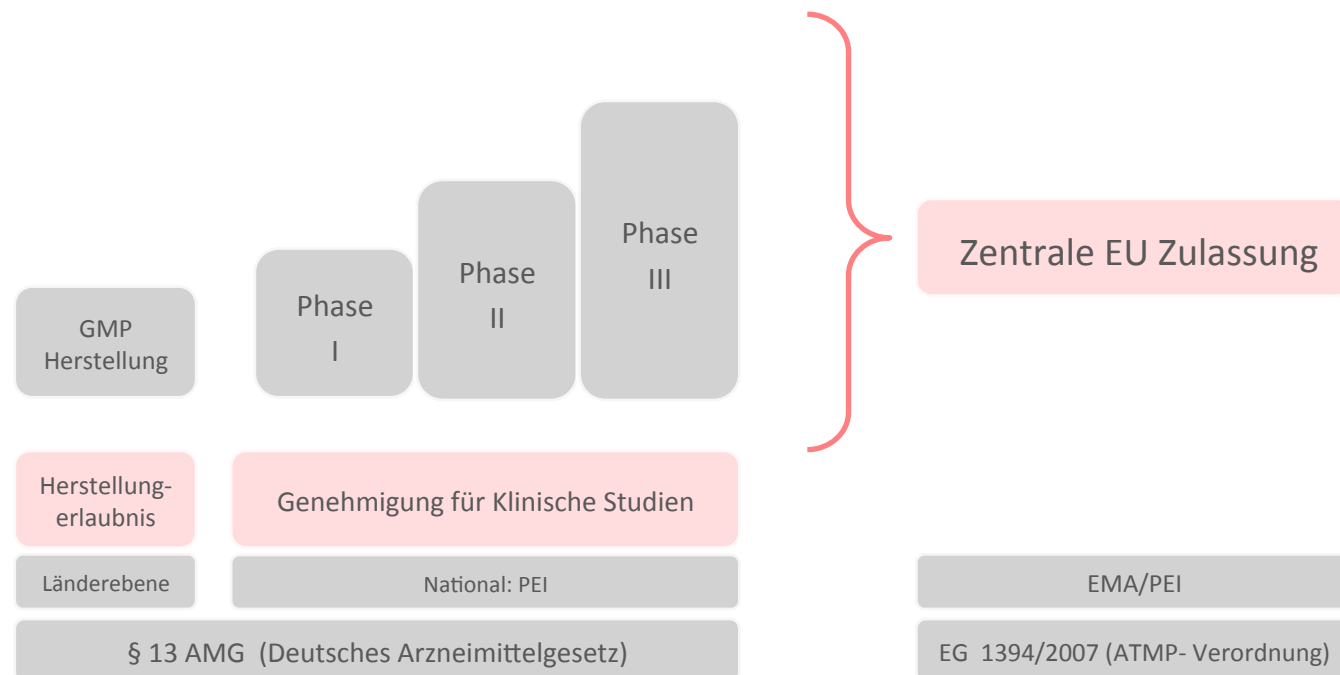 GMP
Herstellung
Phase
I
Phase
II
Phase
III
Zentrale EU Zulassung
Herstellung-
erlaubnis
Genehmigung für Klinische Studien
Länderebene
National: PEI
EMA/PEI
§ 13 AMG (Deutsches Arzneimittelgesetz)
EG 1394/2007 (ATMP- Verordnung)